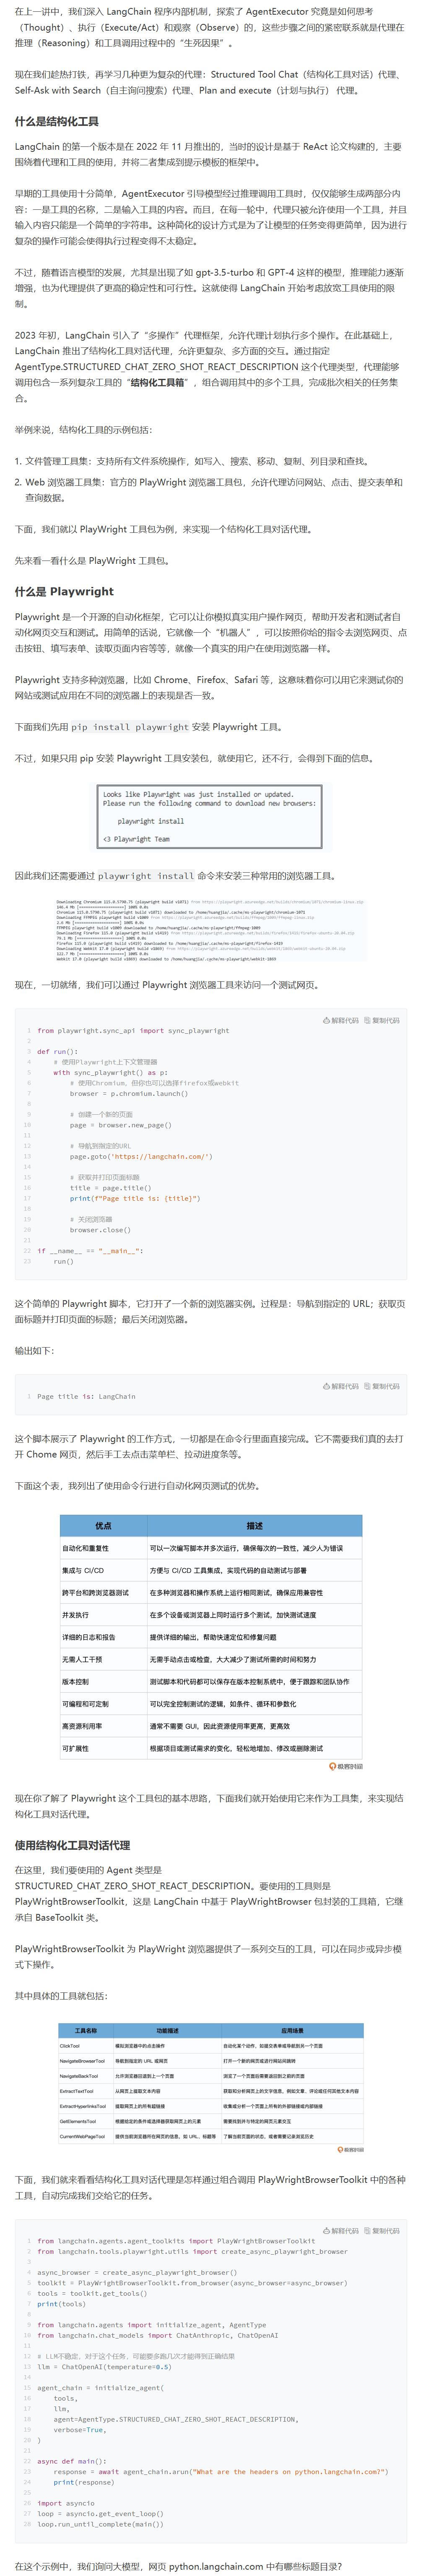 在上一讲中，我们深入 LangChain 程序内部机制，探索了 AgentExecutor 究竟是如何思考
（Thought）、执行（Execute/Act）和观察（Observe）的，这些步骤之间的紧密联系就是代理在
推理（Reasoning）和工具调用过程中的“生死因果”。
现在我们趁热打铁，再学习几种更为复杂的代理：Structured Tool Chat（结构化工具对话）代理、
Self-Ask with Search（自主询问搜索）代理、Plan and execute（计划与执行） 代理。
什么是结构化工具
LangChain 的第一个版本是在 2022 年 11 月推出的，当时的设计是基于 ReAct 论文构建的，主要
围绕着代理和工具的使用，并将二者集成到提示模板的框架中。
早期的工具使用十分简单，AgentExecutor 引导模型经过推理调用工具时，仅仅能够生成两部分内
容：一是工具的名称，二是输入工具的内容。而且，在每一轮中，代理只被允许使用一个工具，并且
输入内容只能是一个简单的字符串。这种简化的设计方式是为了让模型的任务变得更简单，因为进行
复杂的操作可能会使得执行过程变得不太稳定。
不过，随着语言模型的发展，尤其是出现了如 gpt-3.5-turbo 和 GPT-4 这样的模型，推理能力逐渐
增强，也为代理提供了更高的稳定性和可行性。这就使得 LangChain 开始考虑放宽工具使用的限
制。
2023 年初，LangChain 引入了“多操作”代理框架，允许代理计划执行多个操作。在此基础上，
LangChain 推出了结构化工具对话代理，允许更复杂、多方面的交互。通过指定
AgentType.STRUCTURED_CHAT_ZERO_SHOT_REACT_DESCRIPTION 这个代理类型，代理能够
调用包含一系列复杂工具的“结构化工具箱”，组合调用其中的多个工具，完成批次相关的任务集
合。
举例来说，结构化工具的示例包括：
1. 文件管理工具集：支持所有文件系统操作，如写入、搜索、移动、复制、列目录和查找。
2. Web 浏览器工具集：官方的 PlayWright 浏览器工具包，允许代理访问网站、点击、提交表单和
查询数据。
下面，我们就以 PlayWright 工具包为例，来实现一个结构化工具对话代理。
先来看一看什么是 PlayWright 工具包。
什么是 Playwright
Playwright 是一个开源的自动化框架，它可以让你模拟真实用户操作网页，帮助开发者和测试者自
动化网页交互和测试。用简单的话说，它就像一个“机器人”，可以按照你给的指令去浏览网页、点
击按钮、填写表单、读取页面内容等等，就像一个真实的用户在使用浏览器一样。
Playwright 支持多种浏览器，比如 Chrome、Firefox、Safari 等，这意味着你可以用它来测试你的
网站或测试应用在不同的浏览器上的表现是否一致。
下面我们先用 pip install playwright 安装 Playwright 工具。
不过，如果只用 pip 安装 Playwright 工具安装包，就使用它，还不行，会得到下面的信息。
Looks like Playwright was just installed or updated.
Please run the following command to download new browsers:
playwright install
<3 Playwright Team
因此我们还需要通过 playwright install 命令来安装三种常用的浏览器工具。
现在，一切就绪，我们可以通过 Playwright 浏览器工具来访问一个测试网页。
解释代码 复制代码
1 from playwright.sync_api import sync_playwright
2
3 def run():
4 # 使用Playwright上下文管理器
5 with sync_playwright() as p:
6 # 使用Chromium，但你也可以选择firefox或webkit
7 browser = p.chromium.launch()
8
9 # 创建一个新的页面
10 page = browser.new_page()
11
12 # 导航到指定的URL
13 page.goto('https://langchain.com/')
14
15 # 获取并打印页面标题
16 title = page.title()
17 print(f"Page title is: {title}")
18
19 # 关闭浏览器
20 browser.close()
21
22 if __name__ == "__main__":
23 run()
这个简单的 Playwright 脚本，它打开了一个新的浏览器实例。过程是：导航到指定的 URL；获取页
面标题并打印页面的标题；最后关闭浏览器。
输出如下：
解释代码 复制代码
1 Page title is: LangChain
这个脚本展示了 Playwright 的工作方式，一切都是在命令行里面直接完成。它不需要我们真的去打
开 Chome 网页，然后手工去点击菜单栏、拉动进度条等。
下面这个表，我列出了使用命令行进行自动化网页测试的优势。
优点 描述
自动化和重复性 可以一次编写脚本并多次运行，确保每次的一致性，减少人为错误
集成与 CI/CD 方便与 CI/CD 工具集成，实现代码的自动测试与部署
跨平台和跨浏览器测试 在多种浏览器和操作系统上运行相同测试，确保应用兼容性
并发执行 在多个设备或浏览器上同时运行多个测试，加快测试速度
详细的日志和报告 提供详细的输出，帮助快速定位和修复问题
无需人工干预 无需手动点击或检查，大大减少了测试所需的时间和努力
版本控制 测试脚本和代码都可以保存在版本控制系统中，便于跟踪和团队协作
可编程和可定制 可以完全控制测试的逻辑，如条件、循环和参数化
高资源利用率 通常不需要 GUI，因此资源使用率更高，更高效
可扩展性 根据项目或测试需求的变化，轻松地增加、修改或删除测试
极客时间
现在你了解了 Playwright 这个工具包的基本思路，下面我们就开始使用它来作为工具集，来实现结
构化工具对话代理。
使用结构化工具对话代理
在这里，我们要使用的 Agent 类型是
STRUCTURED_CHAT_ZERO_SHOT_REACT_DESCRIPTION。要使用的工具则是
PlayWrightBrowserToolkit，这是 LangChain 中基于 PlayWrightBrowser 包封装的工具箱，它继
承自 BaseToolkit 类。
PlayWrightBrowserToolkit 为 PlayWright 浏览器提供了一系列交互的工具，可以在同步或异步模
式下操作。
其中具体的工具就包括：
工具名称 功能描述 应用场景
ClickTool 模拟浏览器中的点击操作 自动化某个动作，如提交表单或导航到另一个页面
NavigateBrowserTool 导航到指定的 URL 或网页 打开一个新的网页或进行网站间跳转
NavigateBackTool 允许浏览器回退到上一个页面 浏览了一个页面后需要返回到之前的页面
ExtractTextTool 从网页上提取文本内容 获取和分析网页上的文字信息，例如文章、评论或任何其他文本内容
ExtractHyperlinksTool 提取网页上的所有超链接 收集或分析一个页面上所有的外部链接或内部链接
GetElementsTool 根据给定的条件或选择器获取网页上的元素 需要找到并与特定的网页元素交互
CurrentWebPageTool 提供当前浏览器所在网页的信息，如 URL、标题等 了解当前页面的状态，或者需要记录浏览历史
极客时间
下面，我们就来看看结构化工具对话代理是怎样通过组合调用 PlayWrightBrowserToolkit 中的各种
工具，自动完成我们交给它的任务。
解释代码 复制代码
1 from langchain.agents.agent_toolkits import PlayWrightBrowserToolkit
2 from langchain.tools.playwright.utils import create_async_playwright_browser
3
4 async_browser = create_async_playwright_browser()
5 toolkit = PlayWrightBrowserToolkit.from_browser(async_browser=async_browser)
6 tools = toolkit.get_tools()
7 print(tools)
8
9 from langchain.agents import initialize_agent, AgentType
10 from langchain.chat_models import ChatAnthropic, ChatOpenAI
11
12 # LLM不稳定，对于这个任务，可能要多跑几次才能得到正确结果
13 llm = ChatOpenAI(temperature=0.5)
14
15 agent_chain = initialize_agent(
16 tools,
17 llm,
18 agent=AgentType.STRUCTURED_CHAT_ZERO_SHOT_REACT_DESCRIPTION,
19 verbose=True,
20 )
21
22 async def main():
23 response = await agent_chain.arun("What are the headers on python.langchain.com?")
24 print(response)
25
26 import asyncio
27 loop = asyncio.get_event_loop()
28 loop.run_until_complete(main())
在这个示例中，我们询问大模型，网页 python.langchain.com 中有哪些标题目录？